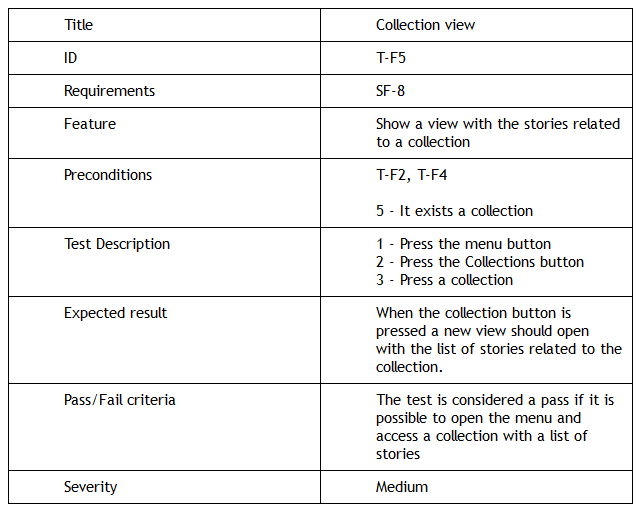 Title Collection view
ID T-F5
Requirements SF-8
Feature Show a view with the stories related
to a collection
Preconditions T-F2, T-F4
5 - It exists a collection
Test Description 1 - Press the menu button
2 - Press the Collections button
3 - Press a collection
Expected result When the collection button is
pressed a new view should open
with the list of stories related to the
collection.
Pass/Fail criteria The test is considered a pass if it is
possible to open the menu and
access a collection with a list of
stories
Severity Medium